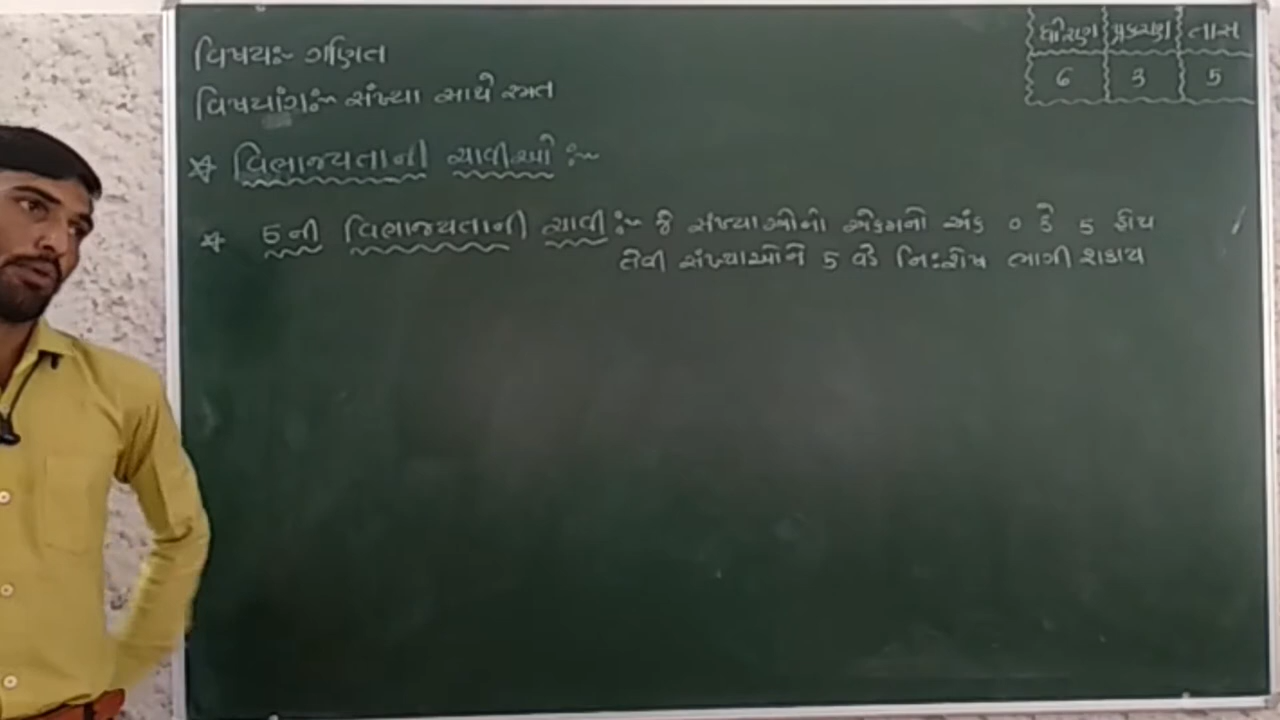 વિષયઃ- ગણિત
વિષયાંગઃ- સંખ્યા સાથે રમત
ધોરણ પ્રકરણ તાસ
6 3 5
☆ વિભાજ્યતાની ચાવીઓ :-
☆ 5ની વિભાજ્યતાની ચાવી :- જે સંખ્યાઓનો એકમનો અંક 0 કે 5 હોય
તેવી સંખ્યાઓને 5 વડે નિઃશેષ ભાગી શકાય